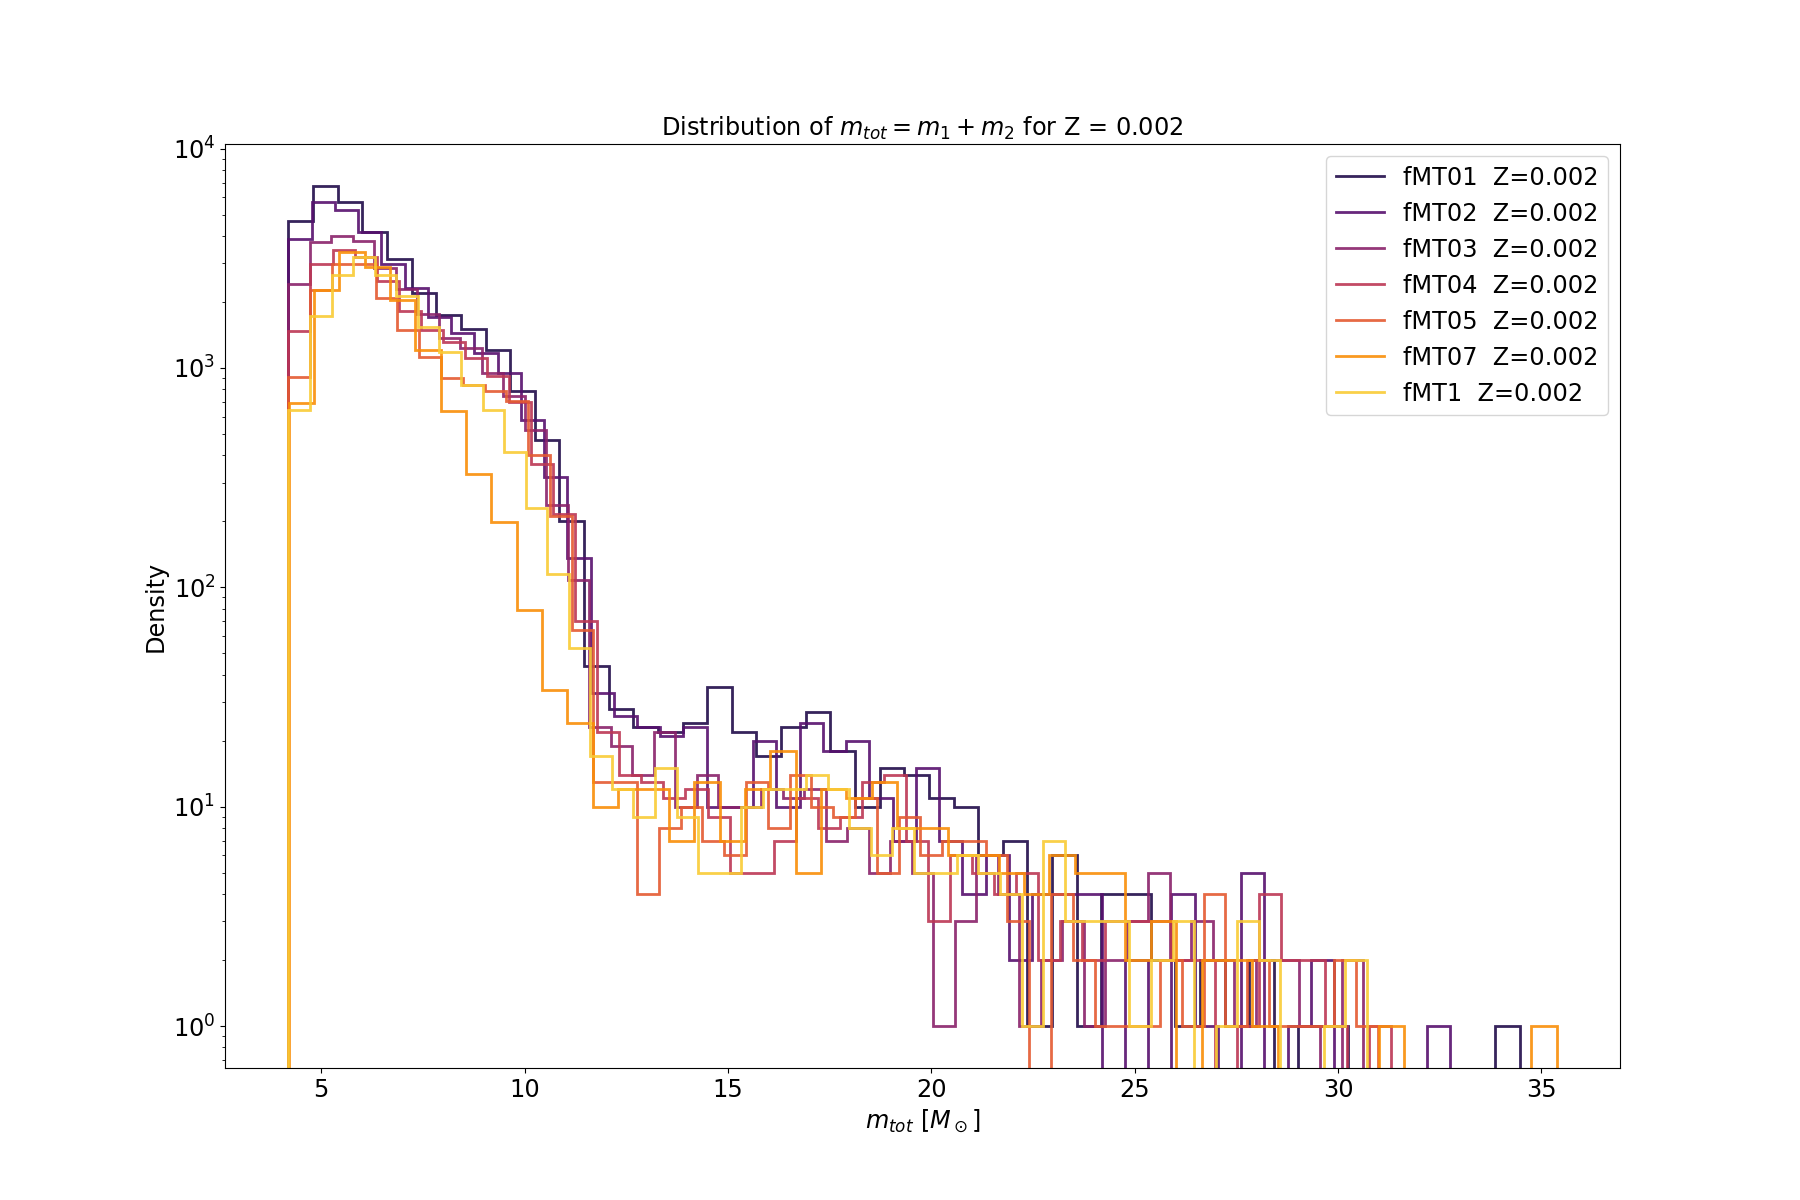 Distribution of m_tot = m_1 + m_2 for Z = 0.002
10^4
10^3
10^2
10^1
10^0
Density
fMT01 Z=0.002
fMT02 Z=0.002
fMT03 Z=0.002
fMT04 Z=0.002
fMT05 Z=0.002
fMT07 Z=0.002
fMT1 Z=0.002
5 10 15 20 25 30 35
m_tot [M_⊙]